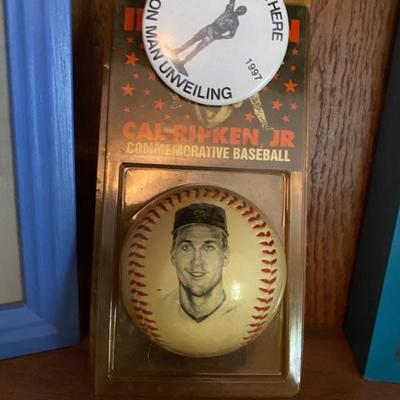 HERE
1997
ON MAN UNVEILING
CAL RIPKEN, JR
COMMEMORATIVE BASEBALL